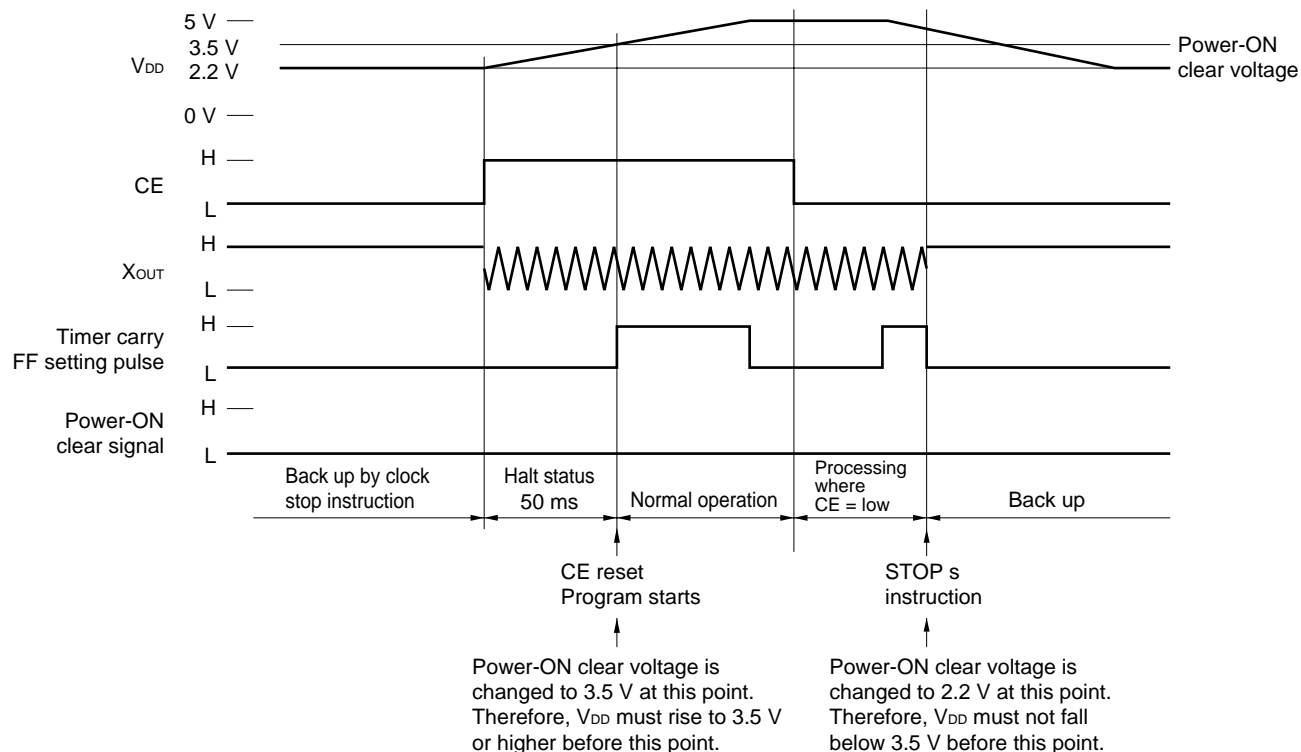 5 V
3.5 V
VDD
2.2 V
0 V
Power-ON
clear voltage
H
CE
L
H
XOUT
L
H
Timer carry
FF setting pulse
L
H
Power-ON
clear signal
L
Back up by clock
stop instruction
Halt status
50 ms
Normal operation
Processing
where
CE = low
Back up
CE reset
Program starts
STOP s
instruction
Power-ON clear voltage is
changed to 3.5 V at this point.
Therefore, VDD must rise to 3.5 V
or higher before this point.
Power-ON clear voltage is
changed to 2.2 V at this point.
Therefore, VDD must not fall
below 3.5 V before this point.